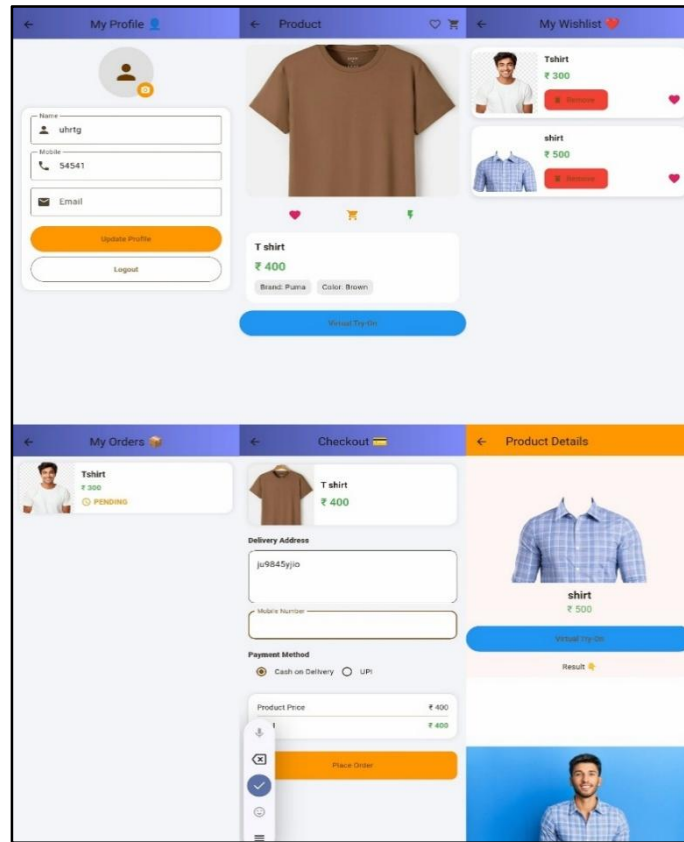 My Profile 👤
Name
uhrtg
Mobile
54541
Email
Update Profile
Logout
Product
T shirt
₹ 400
Brand: Puma
Color: Brown
Virtual Try-On
My Wishlist ❤️
Tshirt
₹ 300
Remove
shirt
₹ 500
Remove
My Orders 📦
Tshirt
₹ 300
PENDING
Checkout 💳
T shirt
₹ 400
Delivery Address
ju9845yjio
Mobile Number
Payment Method
Cash on Delivery UPI
Product Price ₹ 400
₹ 400
Place Order
Product Details
shirt
₹ 500
Virtual Try-On
Result 👇